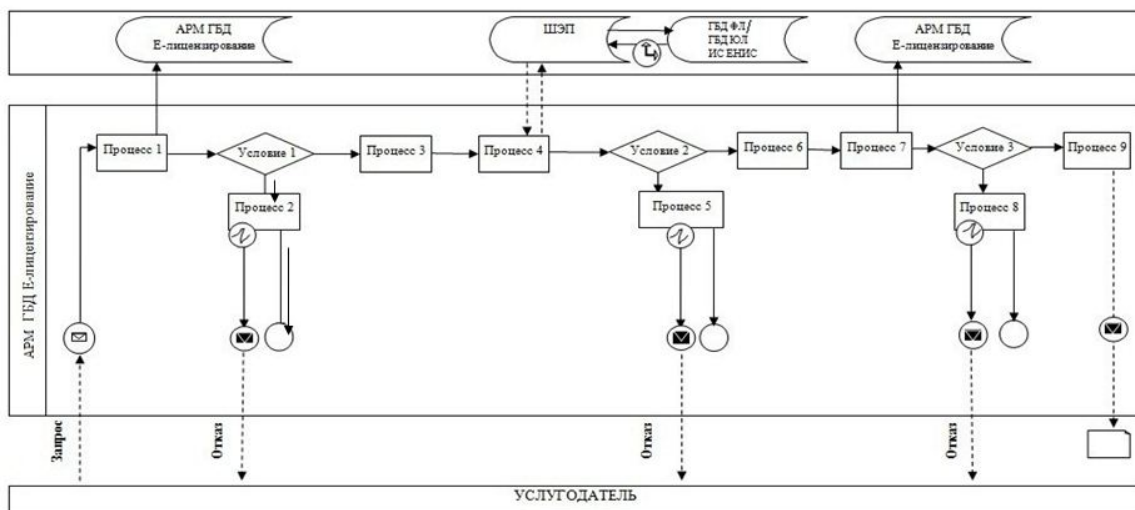 АРМ ГБД
Е-лицензирование
ШЭП
ГБД ФЛ/
ГБД ЮЛ
ИС ЕНИС
АРМ ГБД
Е-лицензирование
АРМ ГБД Е-лицензирование
Процесс 1
Условие 1
Процесс 3
Процесс 4
Условие 2
Процесс 6
Процесс 7
Условие 3
Процесс 9
Процесс 2
Процесс 5
Процесс 8
Запрос
Отказ
Отказ
Отказ
УСЛУГОДАТЕЛЬ